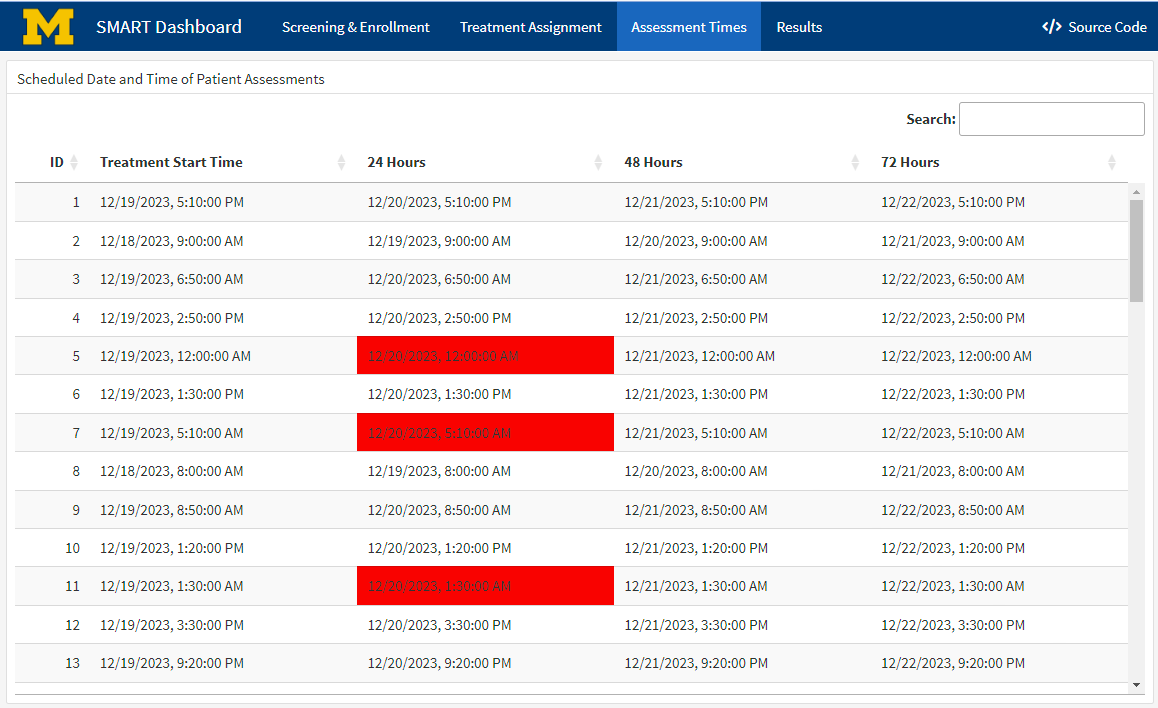 M SMART Dashboard Screening & Enrollment Treatment Assignment Assessment Times Results </> Source Code
Scheduled Date and Time of Patient Assessments
Search:
ID Treatment Start Time 24 Hours 48 Hours 72 Hours
1 12/19/2023, 5:10:00 PM 12/20/2023, 5:10:00 PM 12/21/2023, 5:10:00 PM 12/22/2023, 5:10:00 PM
2 12/18/2023, 9:00:00 AM 12/19/2023, 9:00:00 AM 12/20/2023, 9:00:00 AM 12/21/2023, 9:00:00 AM
3 12/19/2023, 6:50:00 AM 12/20/2023, 6:50:00 AM 12/21/2023, 6:50:00 AM 12/22/2023, 6:50:00 AM
4 12/19/2023, 2:50:00 PM 12/20/2023, 2:50:00 PM 12/21/2023, 2:50:00 PM 12/22/2023, 2:50:00 PM
5 12/19/2023, 12:00:00 AM 12/20/2023, 12:00:00 AM 12/21/2023, 12:00:00 AM 12/22/2023, 12:00:00 AM
6 12/19/2023, 1:30:00 PM 12/20/2023, 1:30:00 PM 12/21/2023, 1:30:00 PM 12/22/2023, 1:30:00 PM
7 12/19/2023, 5:10:00 AM 12/20/2023, 5:10:00 AM 12/21/2023, 5:10:00 AM 12/22/2023, 5:10:00 AM
8 12/18/2023, 8:00:00 AM 12/19/2023, 8:00:00 AM 12/20/2023, 8:00:00 AM 12/21/2023, 8:00:00 AM
9 12/19/2023, 8:50:00 AM 12/20/2023, 8:50:00 AM 12/21/2023, 8:50:00 AM 12/22/2023, 8:50:00 AM
10 12/19/2023, 1:20:00 PM 12/20/2023, 1:20:00 PM 12/21/2023, 1:20:00 PM 12/22/2023, 1:20:00 PM
11 12/19/2023, 1:30:00 AM 12/20/2023, 1:30:00 AM 12/21/2023, 1:30:00 AM 12/22/2023, 1:30:00 AM
12 12/19/2023, 3:30:00 PM 12/20/2023, 3:30:00 PM 12/21/2023, 3:30:00 PM 12/22/2023, 3:30:00 PM
13 12/19/2023, 9:20:00 PM 12/20/2023, 9:20:00 PM 12/21/2023, 9:20:00 PM 12/22/2023, 9:20:00 PM